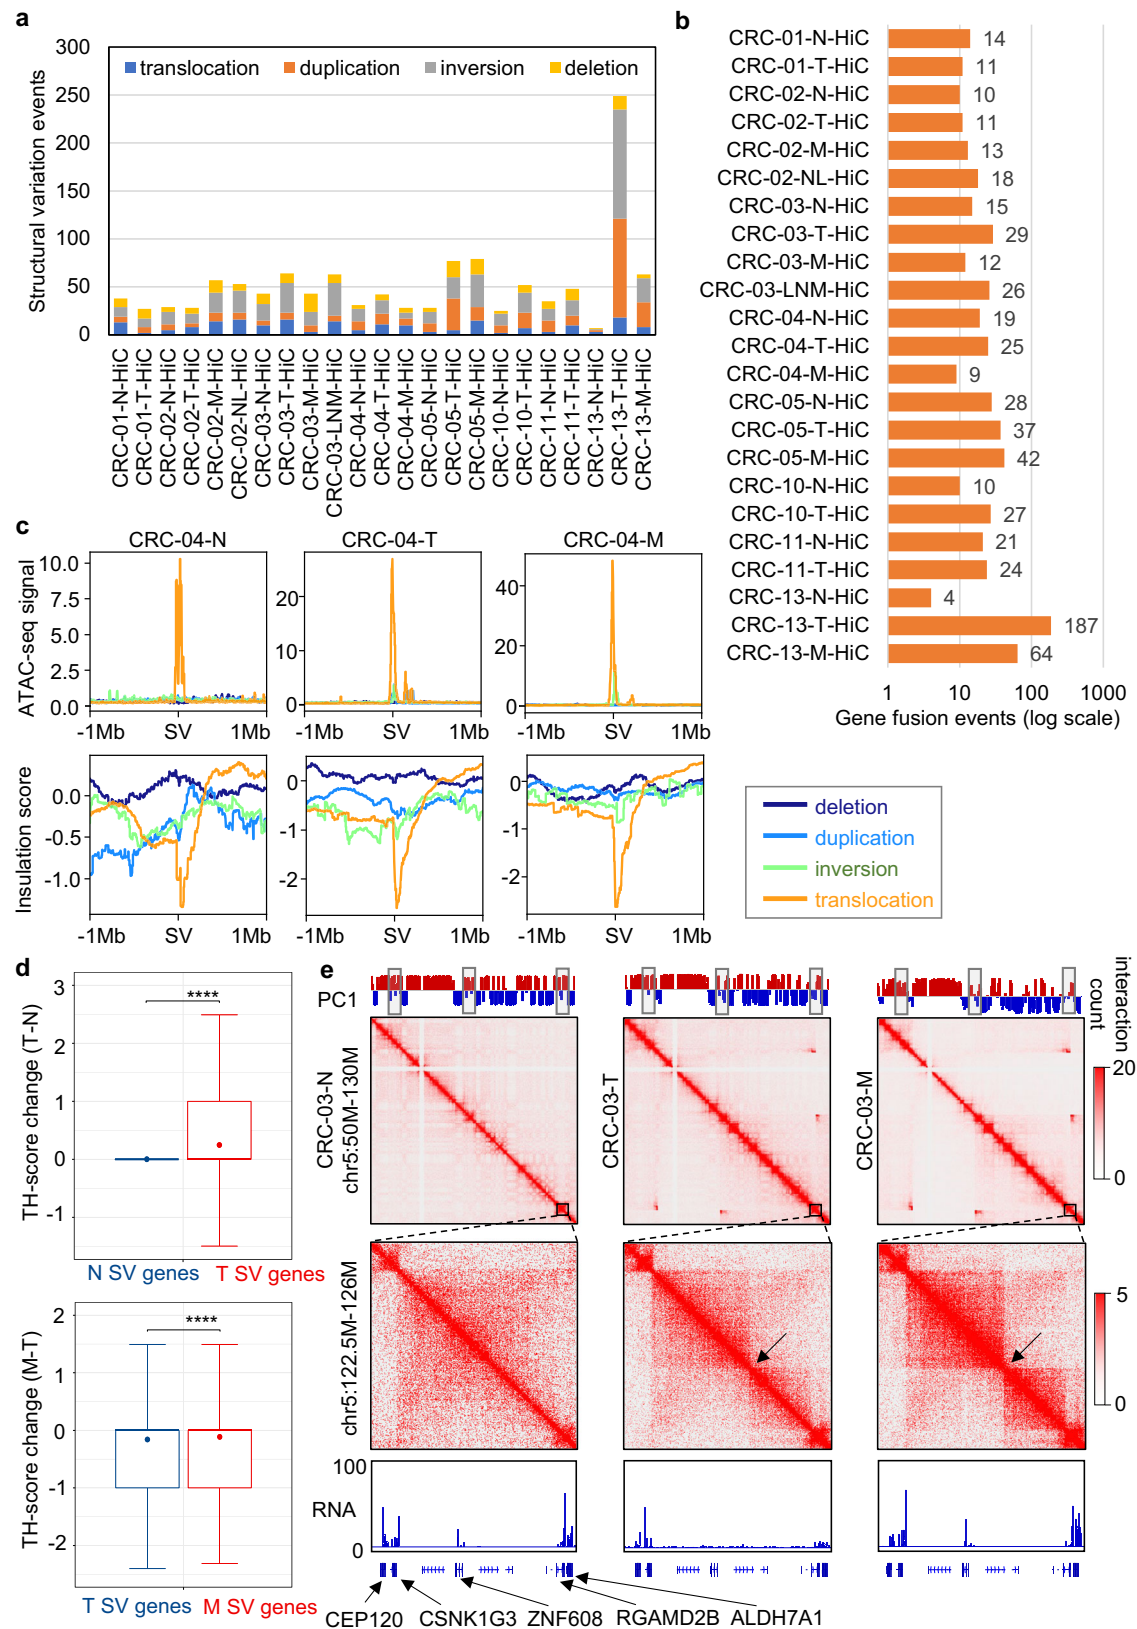 a
300
250
200
150
100
50
0
Structural variation events
translocation duplication inversion deletion
CRC-01-N-HiC
CRC-01-T-HiC
CRC-02-N-HiC
CRC-02-T-HiC
CRC-02-M-HiC
CRC-02-NL-HiC
CRC-03-N-HiC
CRC-03-T-HiC
CRC-03-M-HiC
CRC-03-LNM-HiC
CRC-04-N-HiC
CRC-04-T-HiC
CRC-04-M-HiC
CRC-05-N-HiC
CRC-05-T-HiC
CRC-05-M-HiC
CRC-10-N-HiC
CRC-10-T-HiC
CRC-11-N-HiC
CRC-11-T-HiC
CRC-13-N-HiC
CRC-13-T-HiC
CRC-13-M-HiC
b
CRC-01-N-HiC 14
CRC-01-T-HiC 11
CRC-02-N-HiC 10
CRC-02-T-HiC 11
CRC-02-M-HiC 13
CRC-02-NL-HiC 18
CRC-03-N-HiC 15
CRC-03-T-HiC 29
CRC-03-M-HiC 12
CRC-03-LNM-HiC 26
CRC-04-N-HiC 19
CRC-04-T-HiC 25
CRC-04-M-HiC 9
CRC-05-N-HiC 28
CRC-05-T-HiC 37
CRC-05-M-HiC 42
CRC-10-N-HiC 10
CRC-10-T-HiC 27
CRC-11-N-HiC 21
CRC-11-T-HiC 24
CRC-13-N-HiC 4
CRC-13-T-HiC 187
CRC-13-M-HiC 64
1 10 100 1000
Gene fusion events (log scale)
c
CRC-04-N CRC-04-T CRC-04-M
ATAC-seq signal
10.0
7.5
5.0
2.5
0.0
-1Mb SV 1Mb
20
10
0
-1Mb SV 1Mb
40
20
0
-1Mb SV 1Mb
Insulation score
0.0
-0.5
-1.0
-1Mb SV 1Mb
0
-1
-2
-1Mb SV 1Mb
0
-1
-2
-1Mb SV 1Mb
deletion
duplication
inversion
translocation
d
TH-score change (T-N)
3
2
1
0
-1
****
N SV genes T SV genes
TH-score change (M-T)
2
1
0
-1
-2
****
T SV genes M SV genes
e
PC1
interaction
count
CRC-03-N
chr5:50M-130M
CRC-03-T
CRC-03-M
20
0
chr5:122.5M-126M
5
0
100
RNA
0
CEP120 CSNK1G3 ZNF608 RGAMD2B ALDH7A1